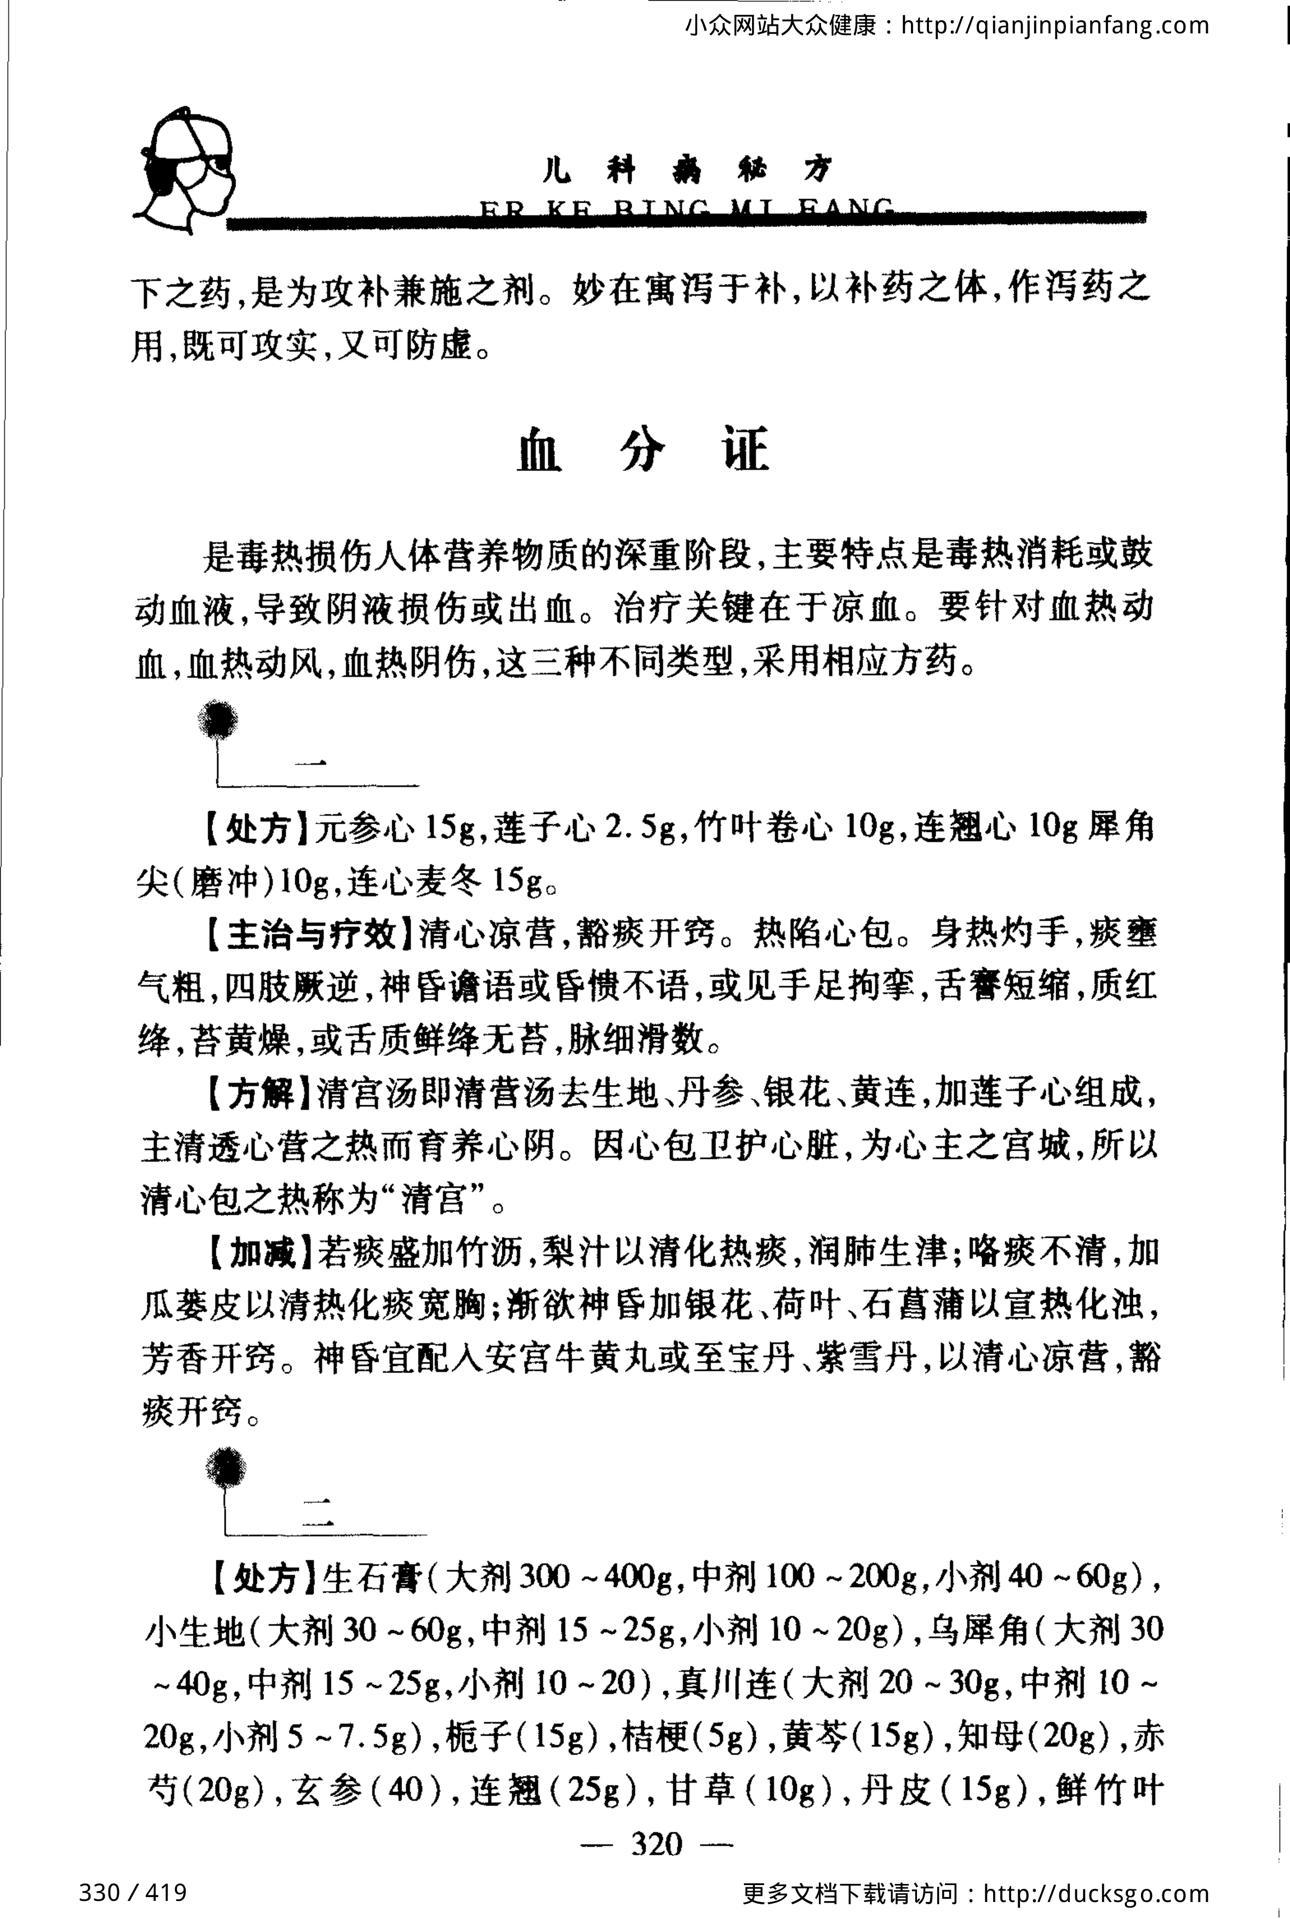 小众网站大众健康：http://qianjinpianfang.com
儿科病秘方
ER KE BING MI FANG
下之药,是为攻补兼施之剂。妙在寓泻于补,以补药之体,作泻药之
用,既可攻实,又可防虚。
血分证
是毒热损伤人体营养物质的深重阶段,主要特点是毒热消耗或鼓
动血液,导致阴液损伤或出血。治疗关键在于凉血。要针对血热动
血,血热动风,血热阴伤,这三种不同类型,采用相应方药。
一
【处方】元参心 15g,莲子心 2.5g,竹叶卷心 10g,连翘心 10g 犀角
尖(磨冲)10g,连心麦冬 15g。
【主治与疗效】清心凉营,豁痰开窍。热陷心包。身热灼手,痰壅
气粗,四肢厥逆,神昏谵语或昏愦不语,或见手足拘挛,舌謇短缩,质红
绛,苔黄燥,或舌质鲜绛无苔,脉细滑数。
【方解】清宫汤即清营汤去生地、丹参、银花、黄连,加莲子心组成,
主清透心营之热而育养心阴。因心包卫护心脏,为心主之宫城,所以
清心包之热称为“清宫”。
【加减】若痰盛加竹沥,梨汁以清化热痰,润肺生津;咯痰不清,加
瓜蒌皮以清热化痰宽胸;渐欲神昏加银花、荷叶、石菖蒲以宣热化浊,
芳香开窍。神昏宜配入安宫牛黄丸或至宝丹、紫雪丹,以清心凉营,豁
痰开窍。
二
【处方】生石膏(大剂 300 ~ 400g,中剂 100 ~ 200g,小剂 40 ~ 60g),
小生地(大剂 30 ~ 60g,中剂 15 ~ 25g,小剂 10 ~ 20g),乌犀角(大剂 30
~ 40g,中剂 15 ~ 25g,小剂 10 ~ 20),真川连(大剂 20 ~ 30g,中剂 10 ~
20g,小剂 5 ~ 7.5g),栀子(15g),桔梗(5g),黄芩(15g),知母(20g),赤
芍(20g),玄参(40),连翘(25g),甘草(10g),丹皮(15g),鲜竹叶
— 320 —
330 / 419
更多文档下载请访问：http://ducksgo.com